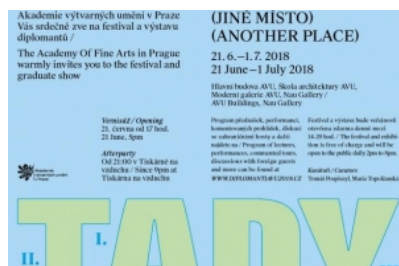 Akademie výtvarných umění v Praze
Vás srdečně zve na festival a výstavu
diplomantů /
The Academy Of Fine Arts in Prague
warmly invites you to the festival and
graduate show
(JINÉ MÍSTO)
(ANOTHER PLACE)
21. 6.–1. 7. 2018
21 June–1 July 2018
Hlavní budova AVU, Škola architektury AVU,
Moderní galerie AVU, Nau Gallery /
AVU Buildings, Nau Gallery
Vernisáž / Opening
21. června od 17 hod.
21 June, 5pm
Afterparty
Od 21:00 v Tiskárně na
vzduchu / Since 9pm at
Tiskárna na vzduchu
Program přednášek, performancí,
komentovaných prohlídek, diskusí
se zahraničními hosty a další
najdete na / Program of lectures,
performances, commented tours,
discussions with foreign guests
and more can be found at
WWW.DIPLOMANTIAVU2018.CZ
Festival a výstava bude veřejnosti
otevřena zdarma denně mezi
14–20 hod. / The festival and exhibi-
tion is free of charge and will be
open to the public daily 2pm to 8pm.
Kurátoři / Curators
Tomáš Pospiszyl,
I.
II.
TADY